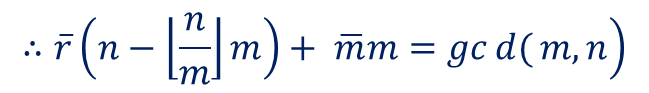 ∴ r̄(n − ⌊n/m⌋m) + m̄m = gcd(m, n)